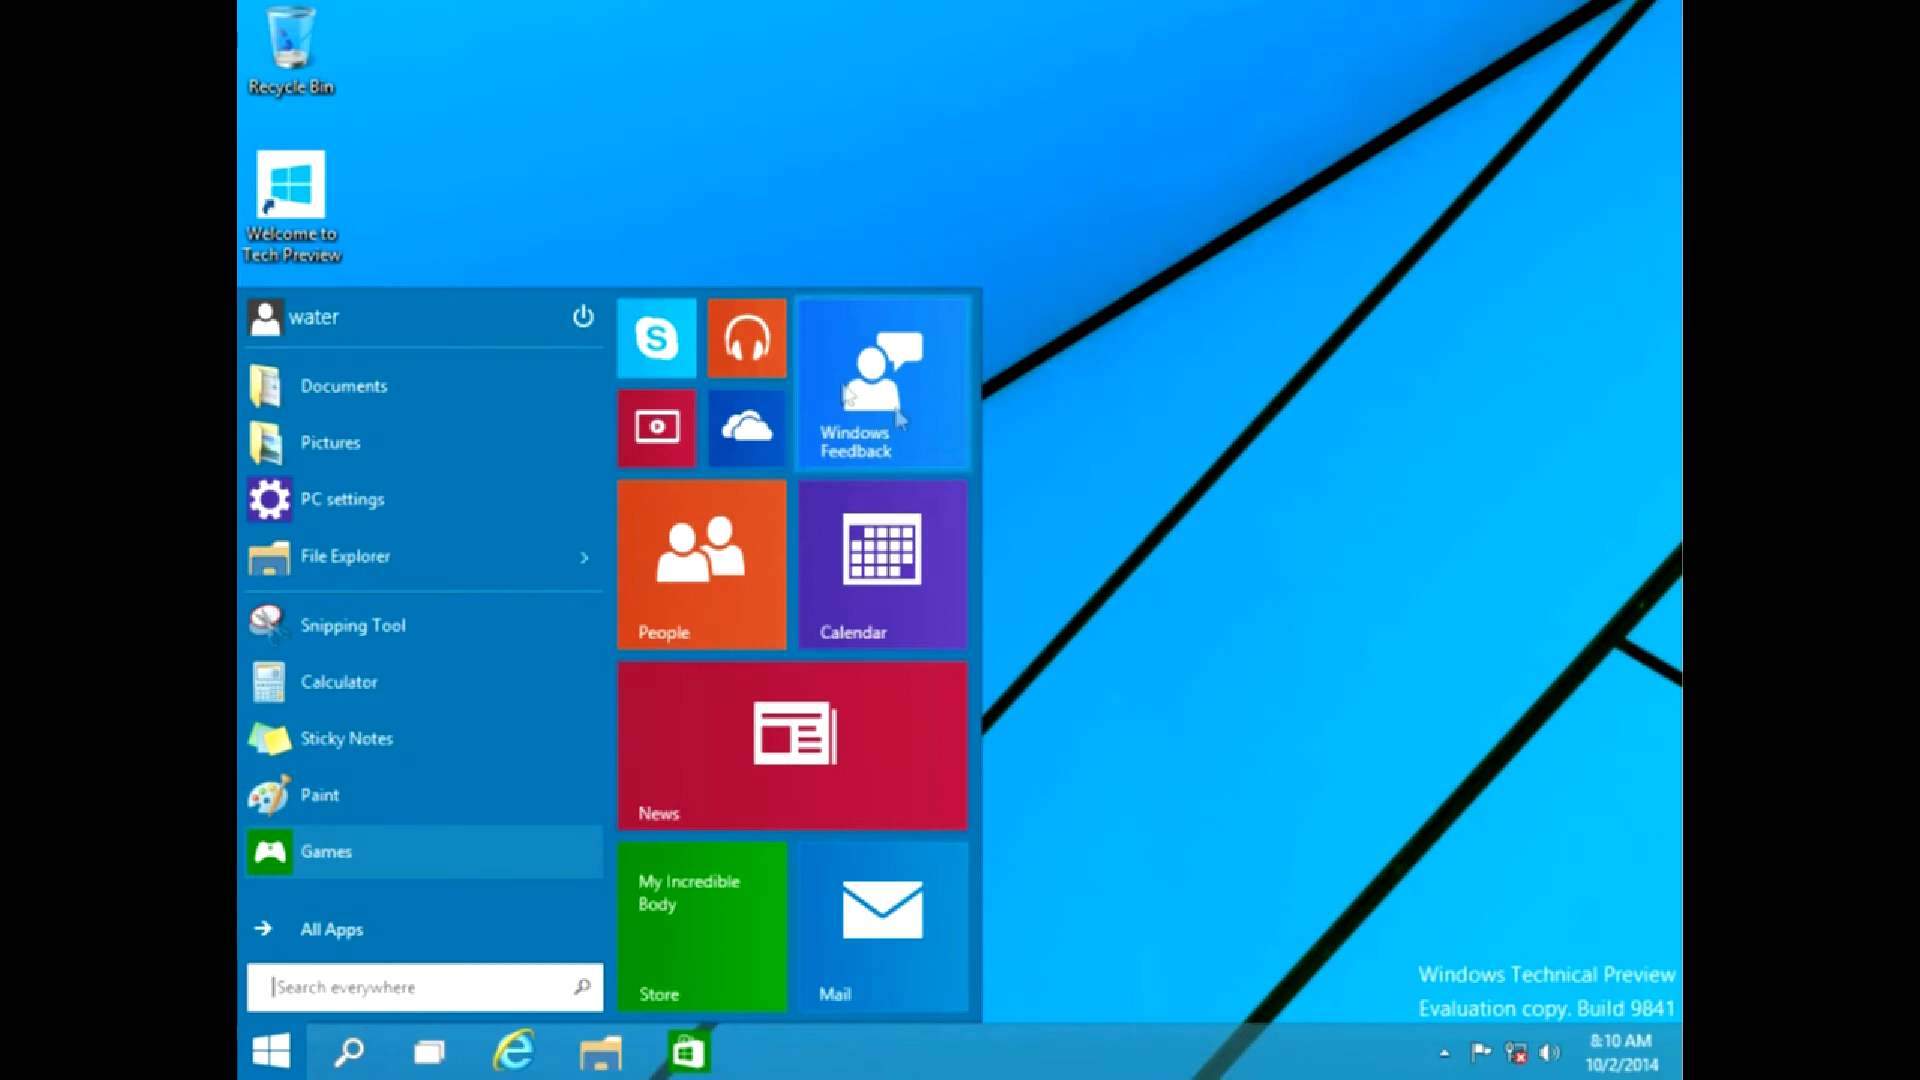 Recycle Bin
Welcome to
Tech Preview
water
Documents
Pictures
PC settings
File Explorer
Snipping Tool
Calculator
Sticky Notes
Paint
Games
All Apps
Search everywhere
Windows
Feedback
People
Calendar
News
My Incredible
Body
Store
Mail
Windows Technical Preview
Evaluation copy. Build 9841
8:10 AM
10/2/2014